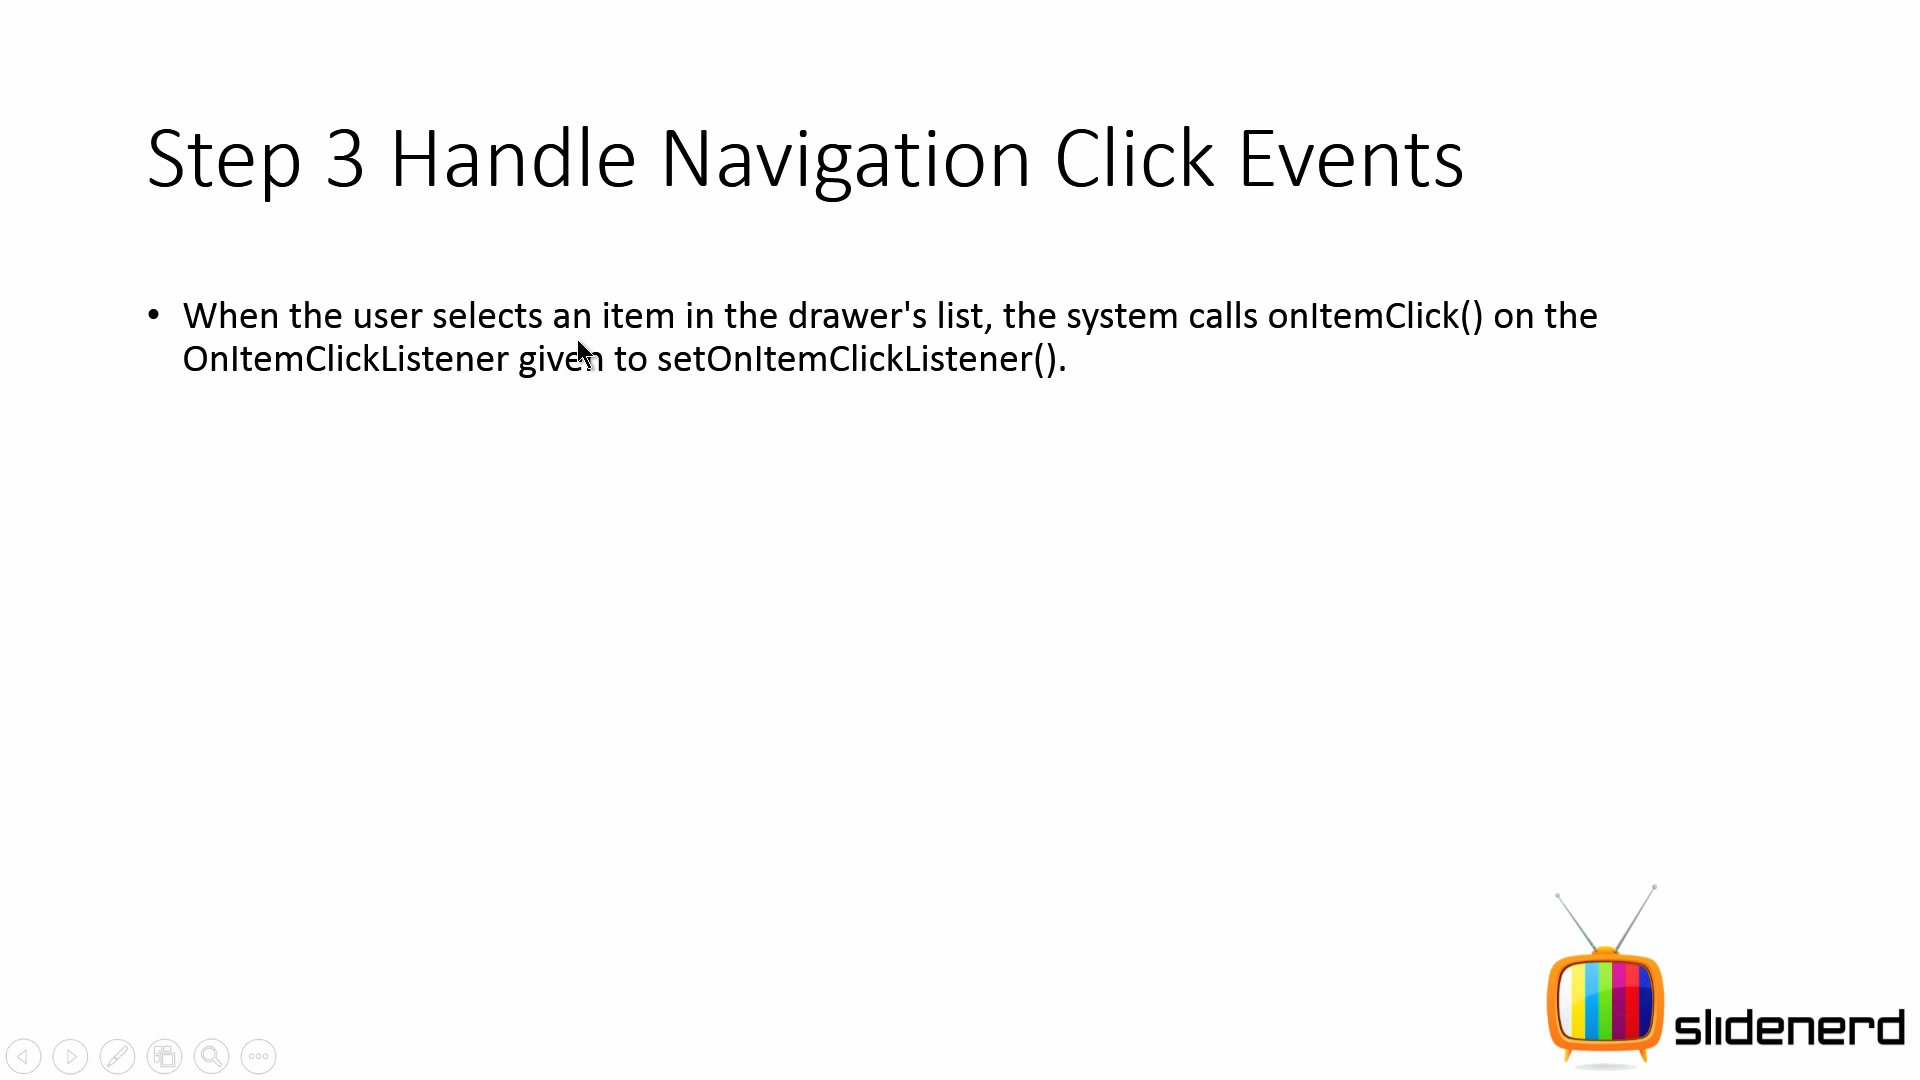 Step 3 Handle Navigation Click Events
• When the user selects an item in the drawer's list, the system calls onItemClick() on the
OnItemClickListener given to setOnItemClickListener().
slidenerd